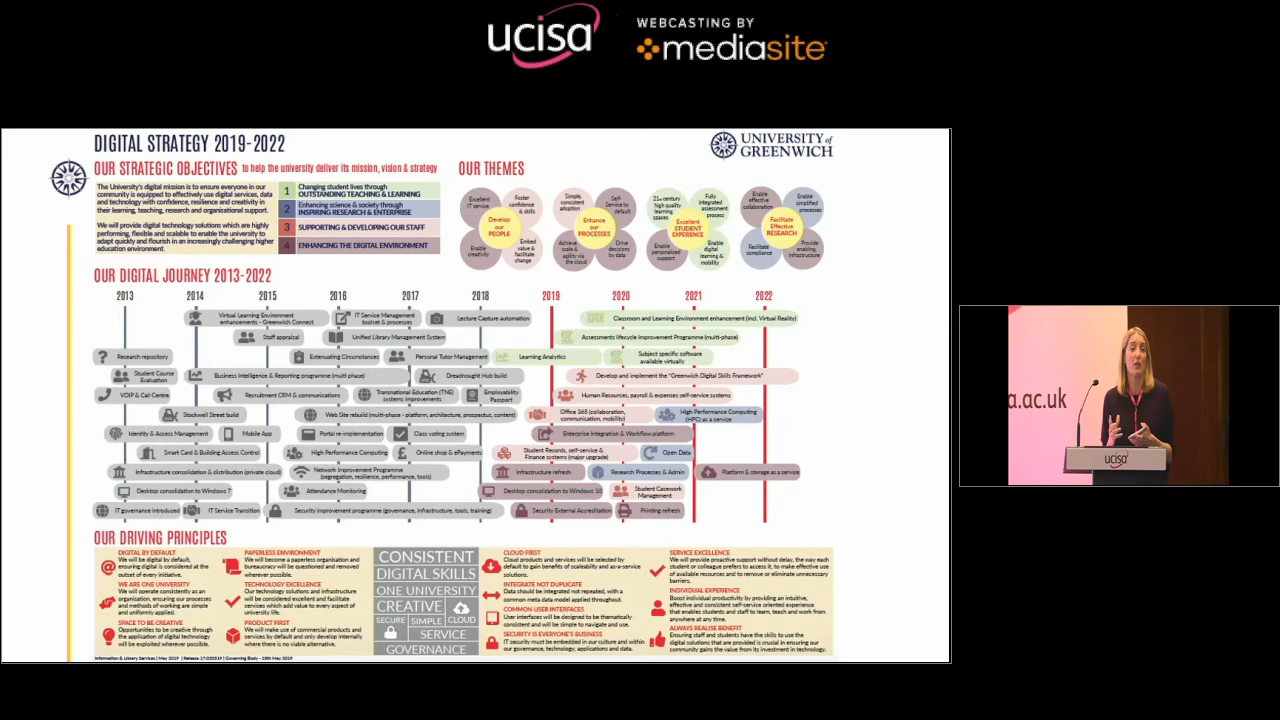 ucisa
WEBCASTING BY
mediasite
DIGITAL STRATEGY 2019-2022
UNIVERSITY of
GREENWICH
OUR STRATEGIC OBJECTIVES to help the university deliver its mission, vision & strategy
The University's digital mission is to ensure everyone in our
community is equipped to effectively use digital services, data
and technology with confidence, resilience and creativity in
their learning, teaching, research and organisational support.
We will provide digital technology solutions which are highly
performing, flexible and scalable to enable the university to
adapt quickly and flourish in an increasingly challenging higher
education environment.
1 Changing student lives through
OUTSTANDING TEACHING & LEARNING
2 Enhancing science & society through
INSPIRING RESEARCH & ENTERPRISE
3 SUPPORTING & DEVELOPING OUR STAFF
4 ENHANCING THE DIGITAL ENVIRONMENT
OUR THEMES
Excellent
IT service
Foster
confidence
& skills
Develop
our
PEOPLE
Enable
creativity
Embed
value &
facilitate
change
Simple,
consistent
adoption
Self-
Service by
default
Enhance
our
PROCESSES
Achieve
scale &
agility via
the cloud
Drive
decisions
by data
21st century
high quality
learning
spaces
Fully
integrated
assessment
process
Excellent
STUDENT
EXPERIENCE
Enable
personalised
support
Enable
digital
learning &
mobility
Enable
effective
collaboration
Enable
simplified
processes
Facilitate
Effective
RESEARCH
Facilitate
compliance
Provide
enabling
infrastructure
OUR DIGITAL JOURNEY 2013-2022
2013 2014 2015 2016 2017 2018 2019 2020 2021 2022
Virtual Learning Environment
enhancements - Greenwich Connect
IT Service Management
toolset & processes
Lecture Capture automation
Classroom and Learning Environment enhancement (incl. Virtual Reality)
Staff appraisal
Unified Library Management System
Assessments lifecycle Improvement Programme (multi-phase)
Research repository
Extenuating Circumstances
Personal Tutor Management
Learning Analytics
Subject specific software
available virtually
Student Course
Evaluation
Business Intelligence & Reporting programme (multi phase)
Dreadnought Hub build
Develop and implement the "Greenwich Digital Skills Framework"
VOIP & Call Centre
Recruitment CRM & communications
Transnational Education (TNE)
systems improvements
Employability
Passport
Human Resources, payroll & expenses self-service systems
Stockwell Street build
Web Site rebuild (multi-phase - platform, architecture, prospectus, content)
Office 365 (collaboration,
communication, mobility)
High Performance Computing
(HPC) as a service
Identity & Access Management
Mobile App
Portal re-implementation
Class voting system
Enterprise Integration & Workflow platform
Smart Card & Building Access Control
High Performance Computing
Online shop & ePayments
Student Records, self-service &
Finance systems (major upgrade)
Open Data
Infrastructure consolidation & distribution (private cloud)
Network Improvement Programme
(segregation, resilience, performance, tools)
Infrastructure refresh
Research Processes & Admin
Platform & storage as a service
Desktop consolidation to Windows 7
Attendance Monitoring
Desktop consolidation to Windows 10
Student Casework
Management
IT governance introduced
IT Service Transition
Security improvement programme (governance, infrastructure, tools, training)
Security External Accreditation
Printing refresh
OUR DRIVING PRINCIPLES
DIGITAL BY DEFAULT
We will be digital by default,
ensuring digital is considered at the
outset of every initiative.
WE ARE ONE UNIVERSITY
We will operate consistently as an
organisation, ensuring our processes
and methods of working are simple
and uniformly applied.
SPACE TO BE CREATIVE
Opportunities to be creative through
the application of digital technology
will be exploited wherever possible.
PAPERLESS ENVIRONMENT
We will become a paperless organisation and
bureaucracy will be questioned and removed
wherever possible.
TECHNOLOGY EXCELLENCE
Our technology solutions and infrastructure
will be considered excellent and facilitate
services which add value to every aspect of
university life.
PRODUCT FIRST
We will make use of commercial products and
services by default and only develop internally
where there is no viable alternative.
CONSISTENT
DIGITAL SKILLS
ONE UNIVERSITY
CREATIVE
SECURE SIMPLE CLOUD
SERVICE
GOVERNANCE
CLOUD FIRST
Cloud products and services will be selected by
default to gain benefits of scaleability and as-a-service
solutions.
INTEGRATE NOT DUPLICATE
Data should be integrated not repeated, with a
common meta data model applied throughout.
COMMON USER INTERFACES
User interfaces will be designed to be thematically
consistent and will be simple to navigate and use.
SECURITY IS EVERYONE'S BUSINESS
IT security must be embedded in our culture and within
our governance, technology, applications and data.
SERVICE EXCELLENCE
We will provide proactive support without delay, the way each
student or colleague prefers to access it, to make effective use
of available resources and to remove or eliminate unnecessary
barriers.
INDIVIDUAL EXPERIENCE
Boost individual productivity by providing an intuitive,
effective and consistent self-service oriented experience
that enables students and staff to learn, teach and work from
anywhere at any time.
ALWAYS REALISE BENEFIT
Ensuring staff and students have the skills to use the
digital solutions that are provided is crucial in ensuring our
community gains the value from its investment in technology.
Information & Library Services | May 2019 | Release 17/052019 | Governing Body - 18th May 2019
a.ac.uk
ucisa